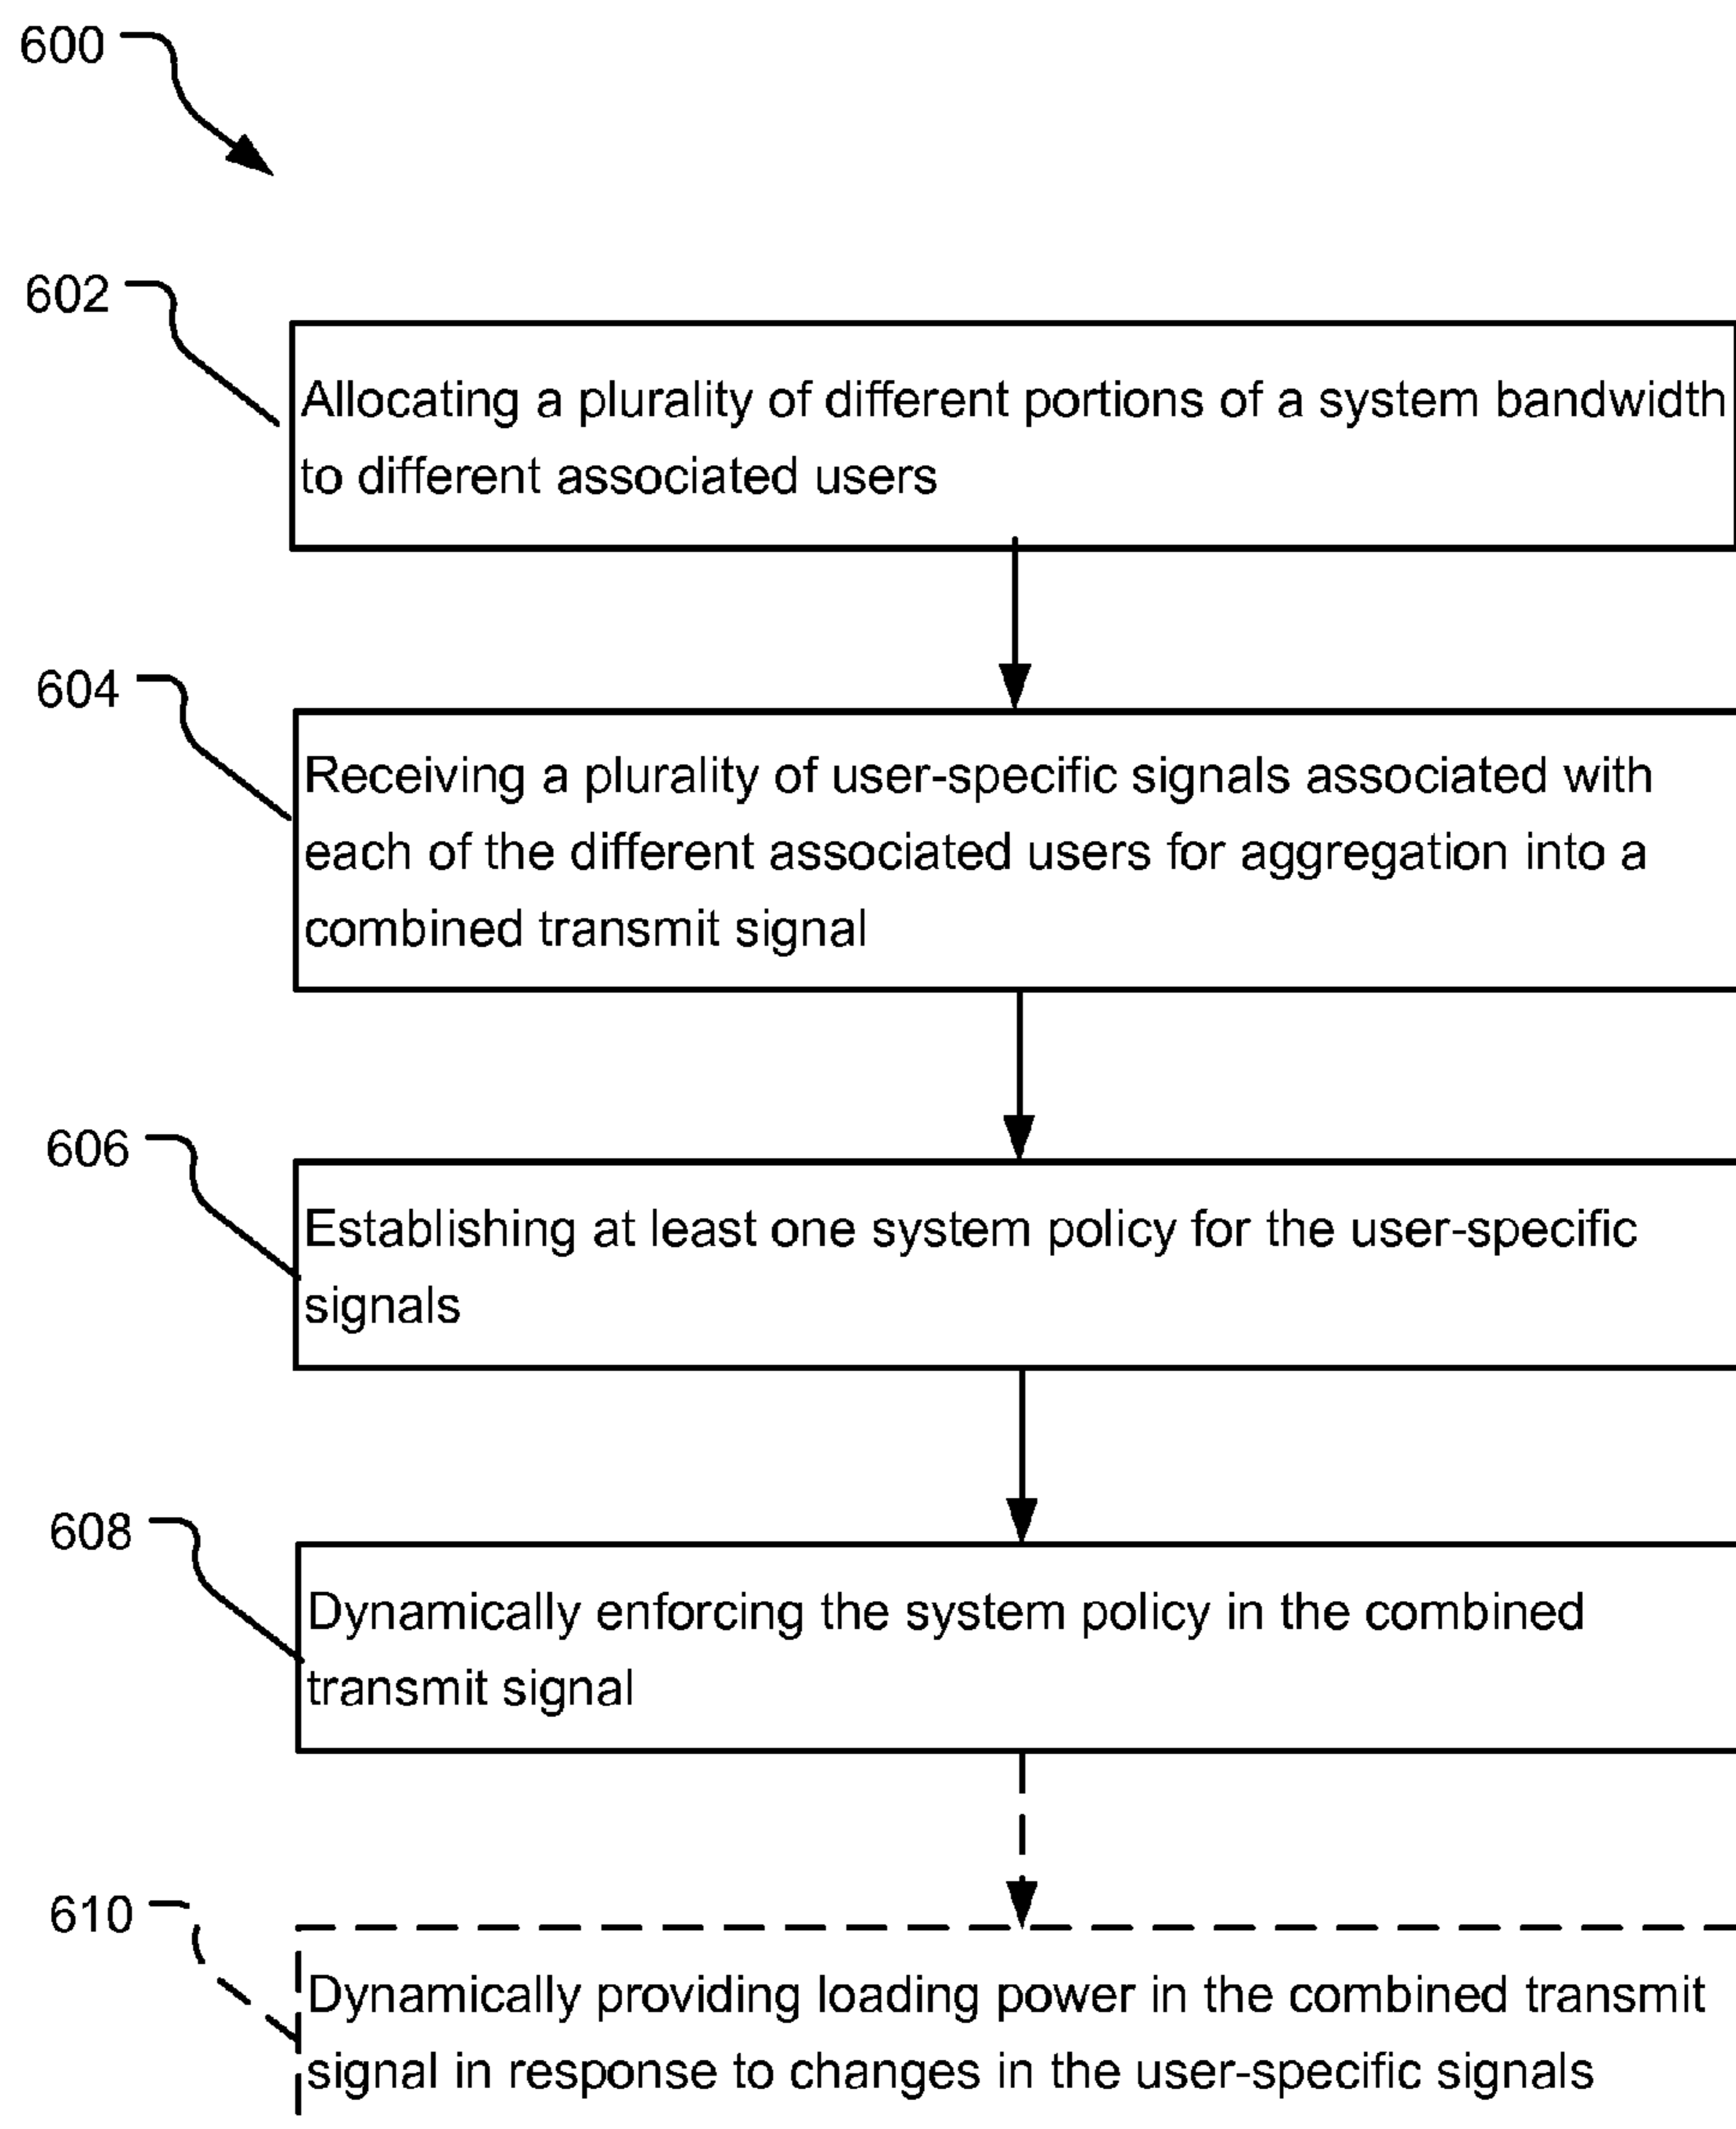 600
602
Allocating a plurality of different portions of a system bandwidth
to different associated users
604
Receiving a plurality of user-specific signals associated with
each of the different associated users for aggregation into a
combined transmit signal
606
Establishing at least one system policy for the user-specific
signals
608
Dynamically enforcing the system policy in the combined
transmit signal
610
Dynamically providing loading power in the combined transmit
signal in response to changes in the user-specific signals